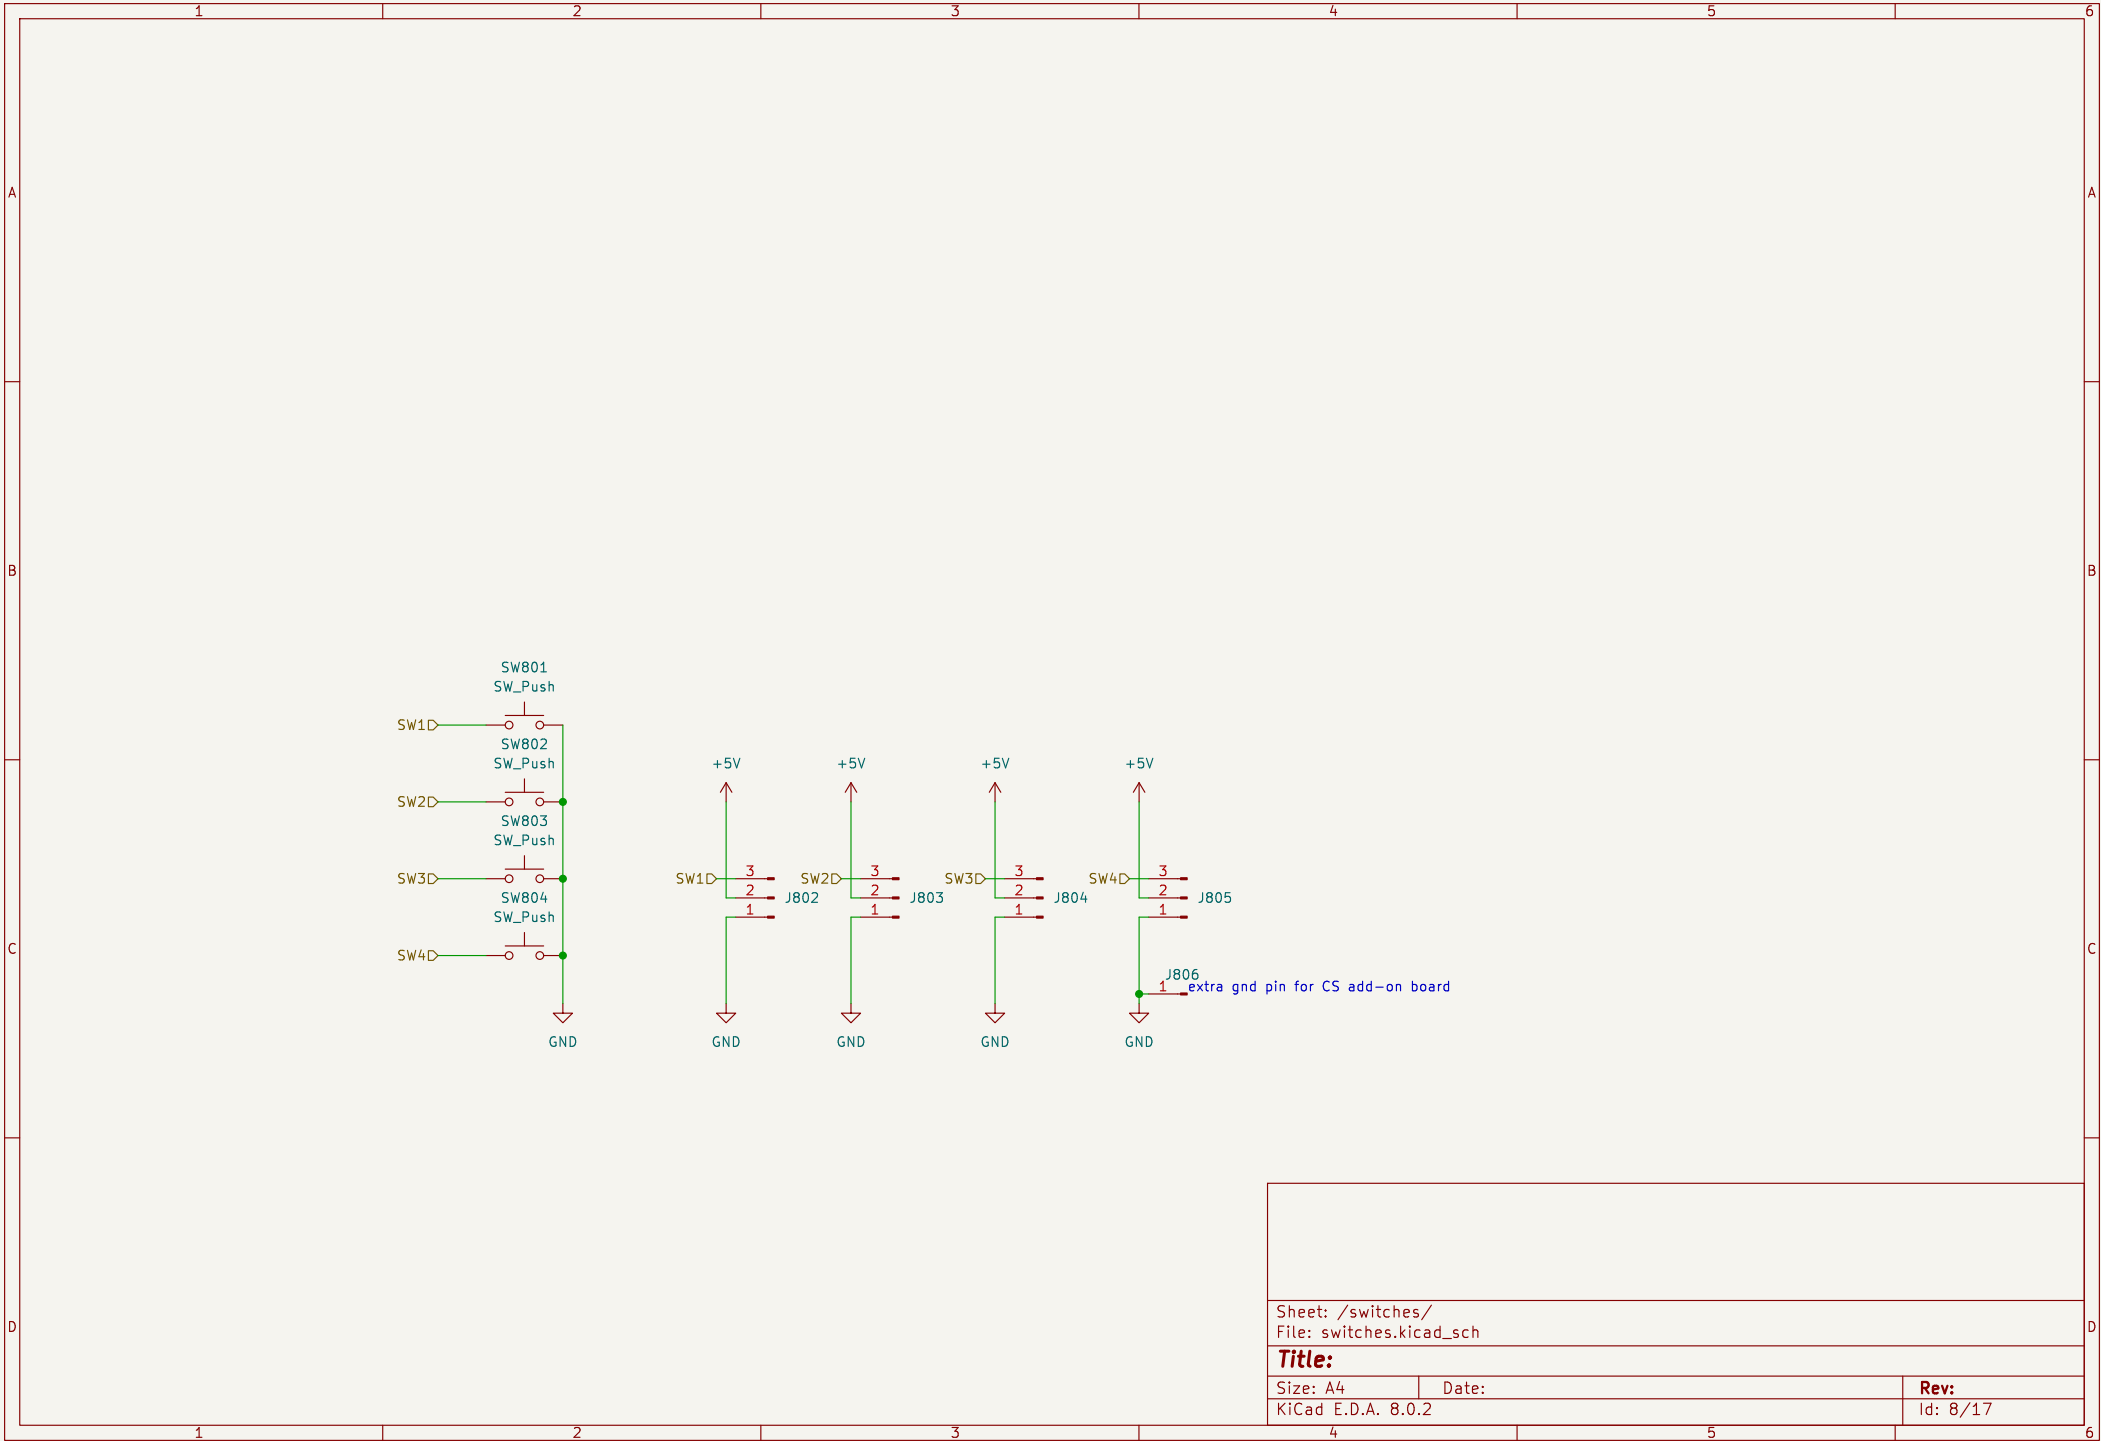 1 2 3 4 5 6
A A
B B
SW801
SW_Push
SW1
SW802
SW_Push
SW2
SW803
SW_Push
SW3
SW804
SW_Push
SW4
GND
+5V +5V +5V +5V
SW1 3 SW2 3 SW3 3 SW4 3
2 J802 2 J803 2 J804 2 J805
1 1 1 1
J806
1 extra gnd pin for CS add-on board
GND GND GND GND
C C
D D
Sheet: /switches/
File: switches.kicad_sch
Title:
Size: A4 Date: Rev:
KiCad E.D.A. 8.0.2 Id: 8/17
1 2 3 4 5 6